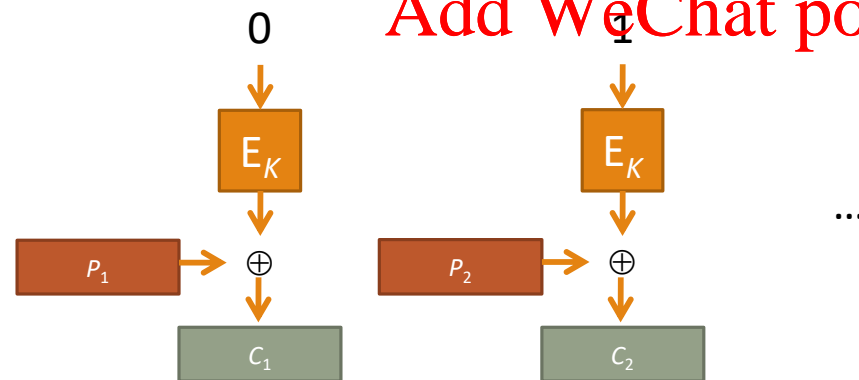 Add WeChat po
0 1
E_K E_K
...
P_1 ⊕ P_2 ⊕
C_1 C_2